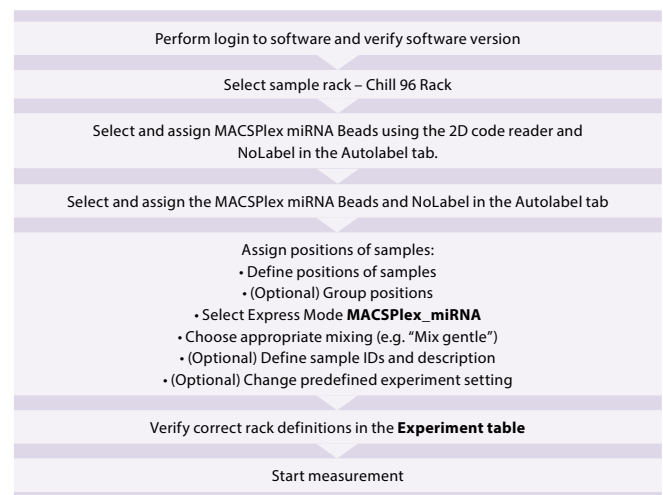 Perform login to software and verify software version
Select sample rack – Chill 96 Rack
Select and assign MACSPlex miRNA Beads using the 2D code reader and
NoLabel in the Autolabel tab.
Select and assign the MACSPlex miRNA Beads and NoLabel in the Autolabel tab
Assign positions of samples:
• Define positions of samples
• (Optional) Group positions
• Select Express Mode MACSPlex_miRNA
• Choose appropriate mixing (e.g. “Mix gentle”)
• (Optional) Define sample IDs and description
• (Optional) Change predefined experiment setting
Verify correct rack definitions in the Experiment table
Start measurement